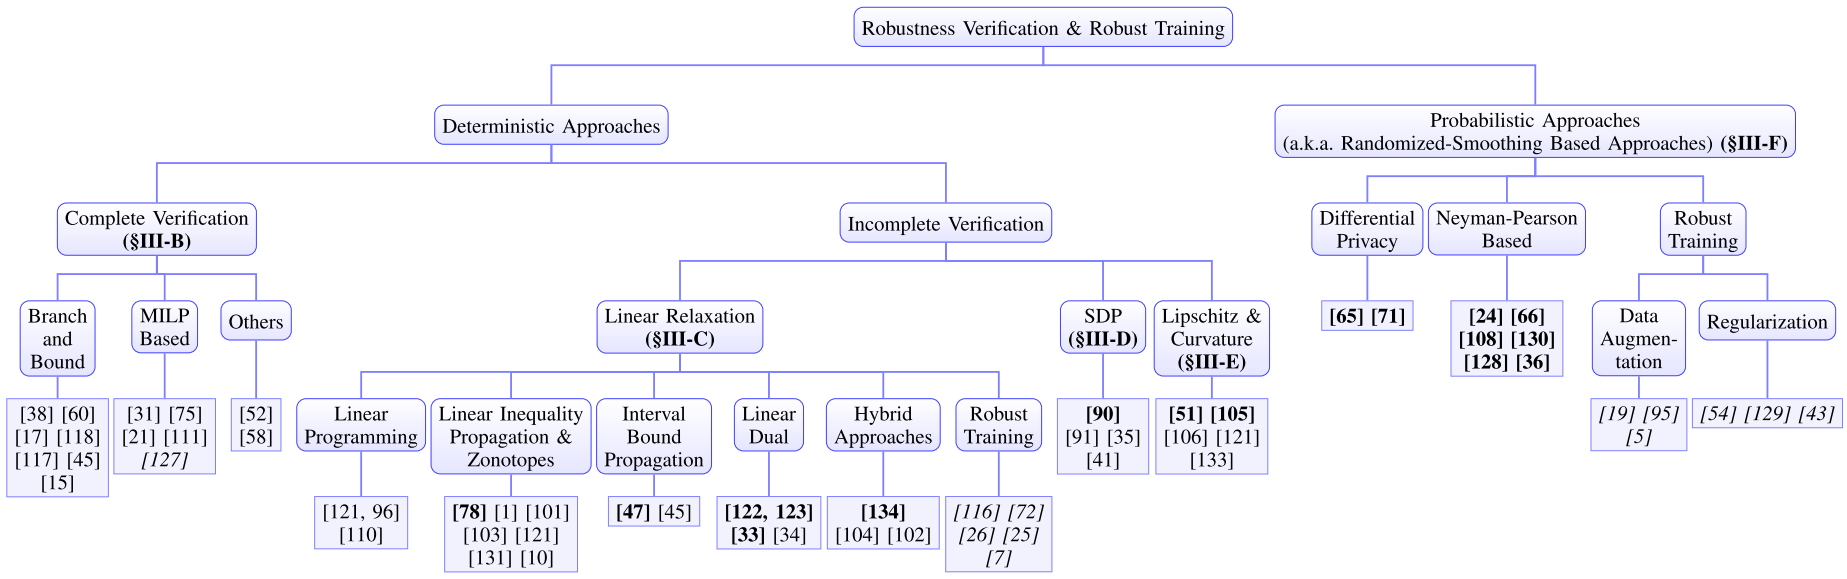 Robustness Verification & Robust Training
Deterministic Approaches
Probabilistic Approaches
(a.k.a. Randomized-Smoothing Based Approaches) (§III-F)
Complete Verification
(§III-B)
Incomplete Verification
Differential
Privacy
Neyman-Pearson
Based
Robust
Training
Branch
and
Bound
MILP
Based
Others
Linear Relaxation
(§III-C)
SDP
(§III-D)
Lipschitz &
Curvature
(§III-E)
[65] [71]
[24] [66]
[108] [130]
[128] [36]
Data
Augmen-
tation
Regularization
[38] [60]
[17] [118]
[117] [45]
[15]
[31] [75]
[21] [111]
[127]
[52]
[58]
Linear
Programming
Linear Inequality
Propagation &
Zonotopes
Interval
Bound
Propagation
Linear
Dual
Hybrid
Approaches
Robust
Training
[90]
[91] [35]
[41]
[51] [105]
[106] [121]
[133]
[19] [95]
[5]
[54] [129] [43]
[121, 96]
[110]
[78] [1] [101]
[103] [121]
[131] [10]
[47] [45]
[122, 123]
[33] [34]
[134]
[104] [102]
[116] [72]
[26] [25]
[7]